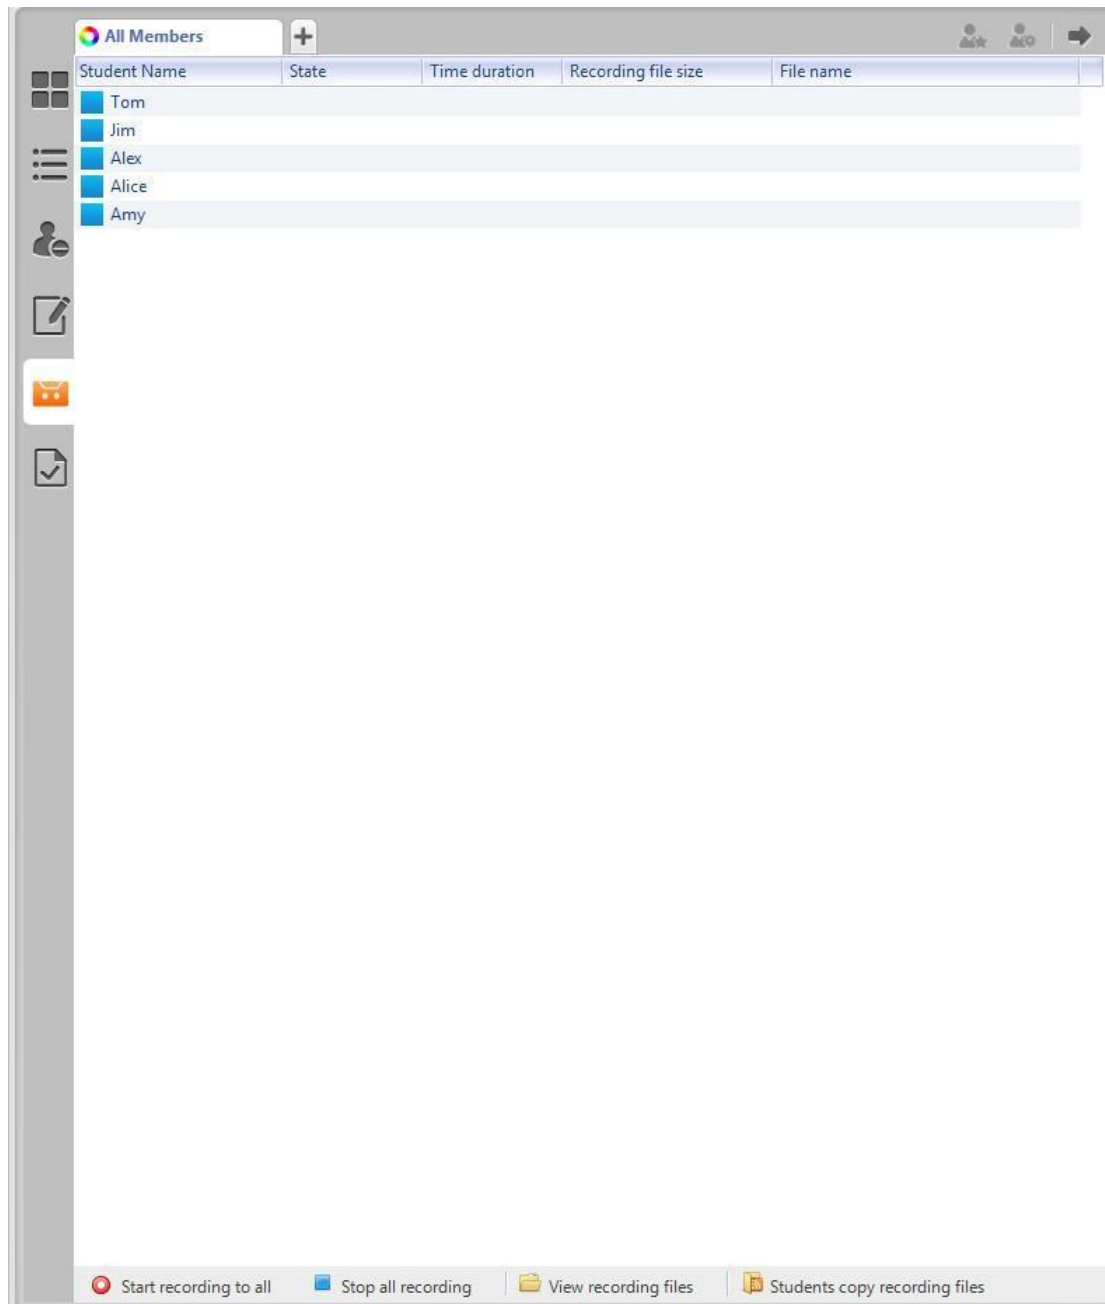 All Members
Student Name State Time duration Recording file size File name
Tom
Jim
Alex
Alice
Amy
Start recording to all Stop all recording View recording files Students copy recording files